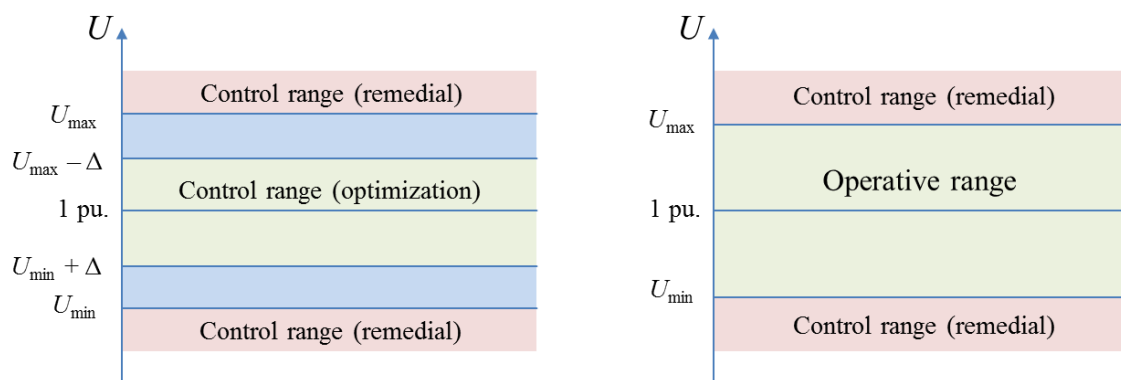 U
Control range (remedial)
U_max
U_max − Δ
Control range (optimization)
1 pu.
U_min + Δ
U_min
Control range (remedial)
U
Control range (remedial)
U_max
Operative range
1 pu.
U_min
Control range (remedial)